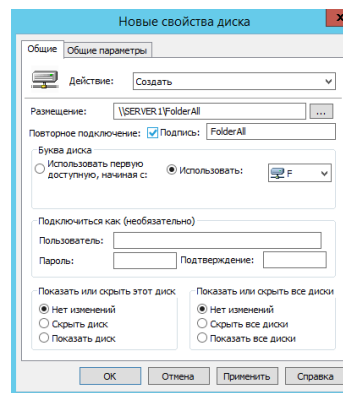 Новые свойства диска
x
Общие Общие параметры
Действие: Создать
Размещение: \\SERVER1\FolderAll ...
Повторное подключение: Подпись: FolderAll
Буква диска
Использовать первую доступную, начиная с: Использовать: F
Подключиться как (необязательно)
Пользователь:
Пароль: Подтверждение:
Показать или скрыть этот диск Показать или скрыть все диски
Нет изменений Нет изменений
Скрыть диск Скрыть все диски
Показать диск Показать все диски
ОК Отмена Применить Справка